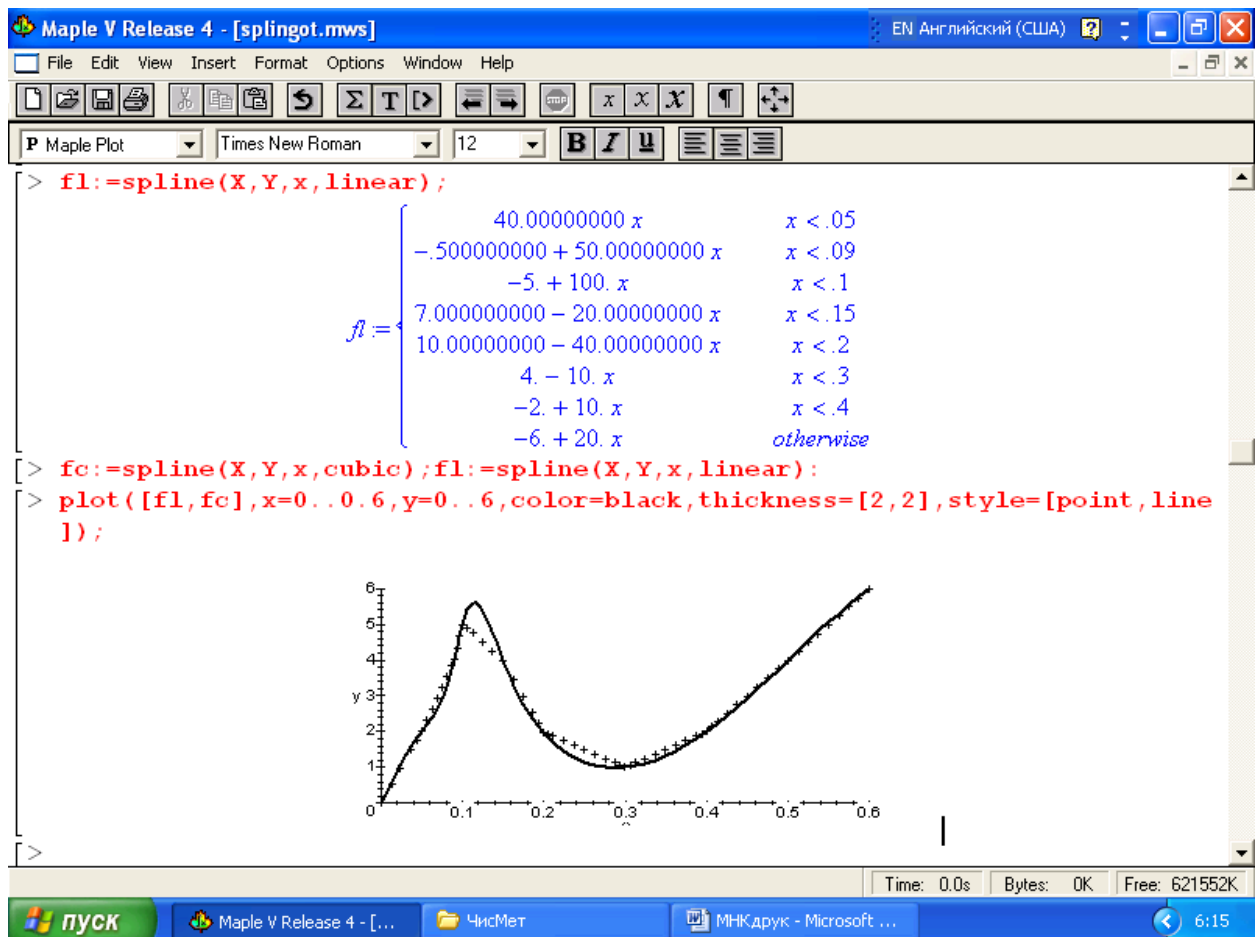 Maple V Release 4 - [splingot.mws] EN Английский (США)
File Edit View Insert Format Options Window Help
Σ T [> STOP x x x ¶
P Maple Plot Times New Roman 12 B I u
> fl:=spline(X,Y,x,linear);
40.00000000 x x < .05
-.500000000 + 50.00000000 x x < .09
-5. + 100. x x < .1
fl := 7.000000000 − 20.00000000 x x < .15
10.00000000 − 40.00000000 x x < .2
4. − 10. x x < .3
-2. + 10. x x < .4
-6. + 20. x otherwise
> fc:=spline(X,Y,x,cubic);fl:=spline(X,Y,x,linear):
> plot([fl,fc],x=0..0.6,y=0..6,color=black,thickness=[2,2],style=[point,line
]);
6
5
4
y 3
2
1
0 0.1 0.2 0.3 0.4 0.5 0.6
>
Time: 0.0s Bytes: 0K Free: 621552K
пуск Maple V Release 4 - [... ЧисМет МНКдрук - Microsoft ... 6:15